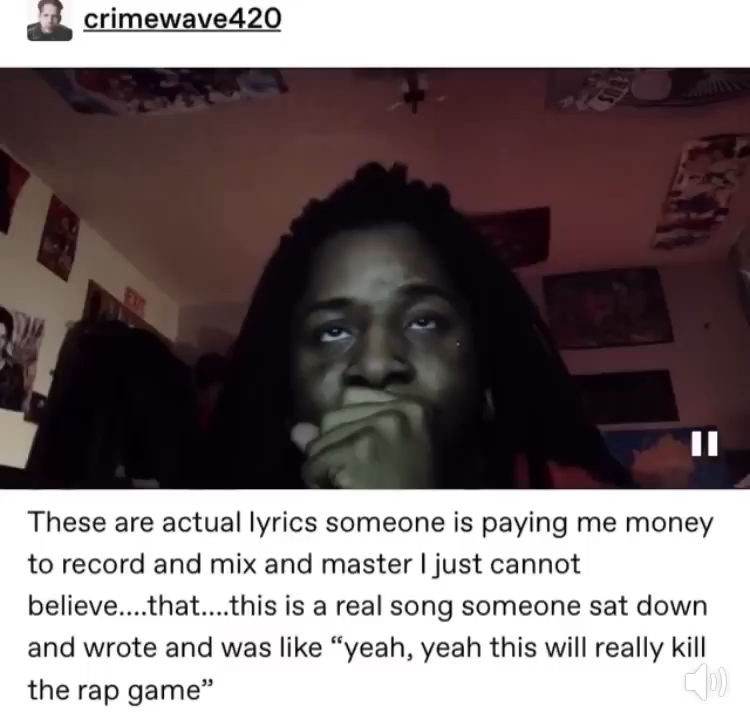 crimewave420
These are actual lyrics someone is paying me money
to record and mix and master I just cannot
believe....that....this is a real song someone sat down
and wrote and was like “yeah, yeah this will really kill
the rap game”